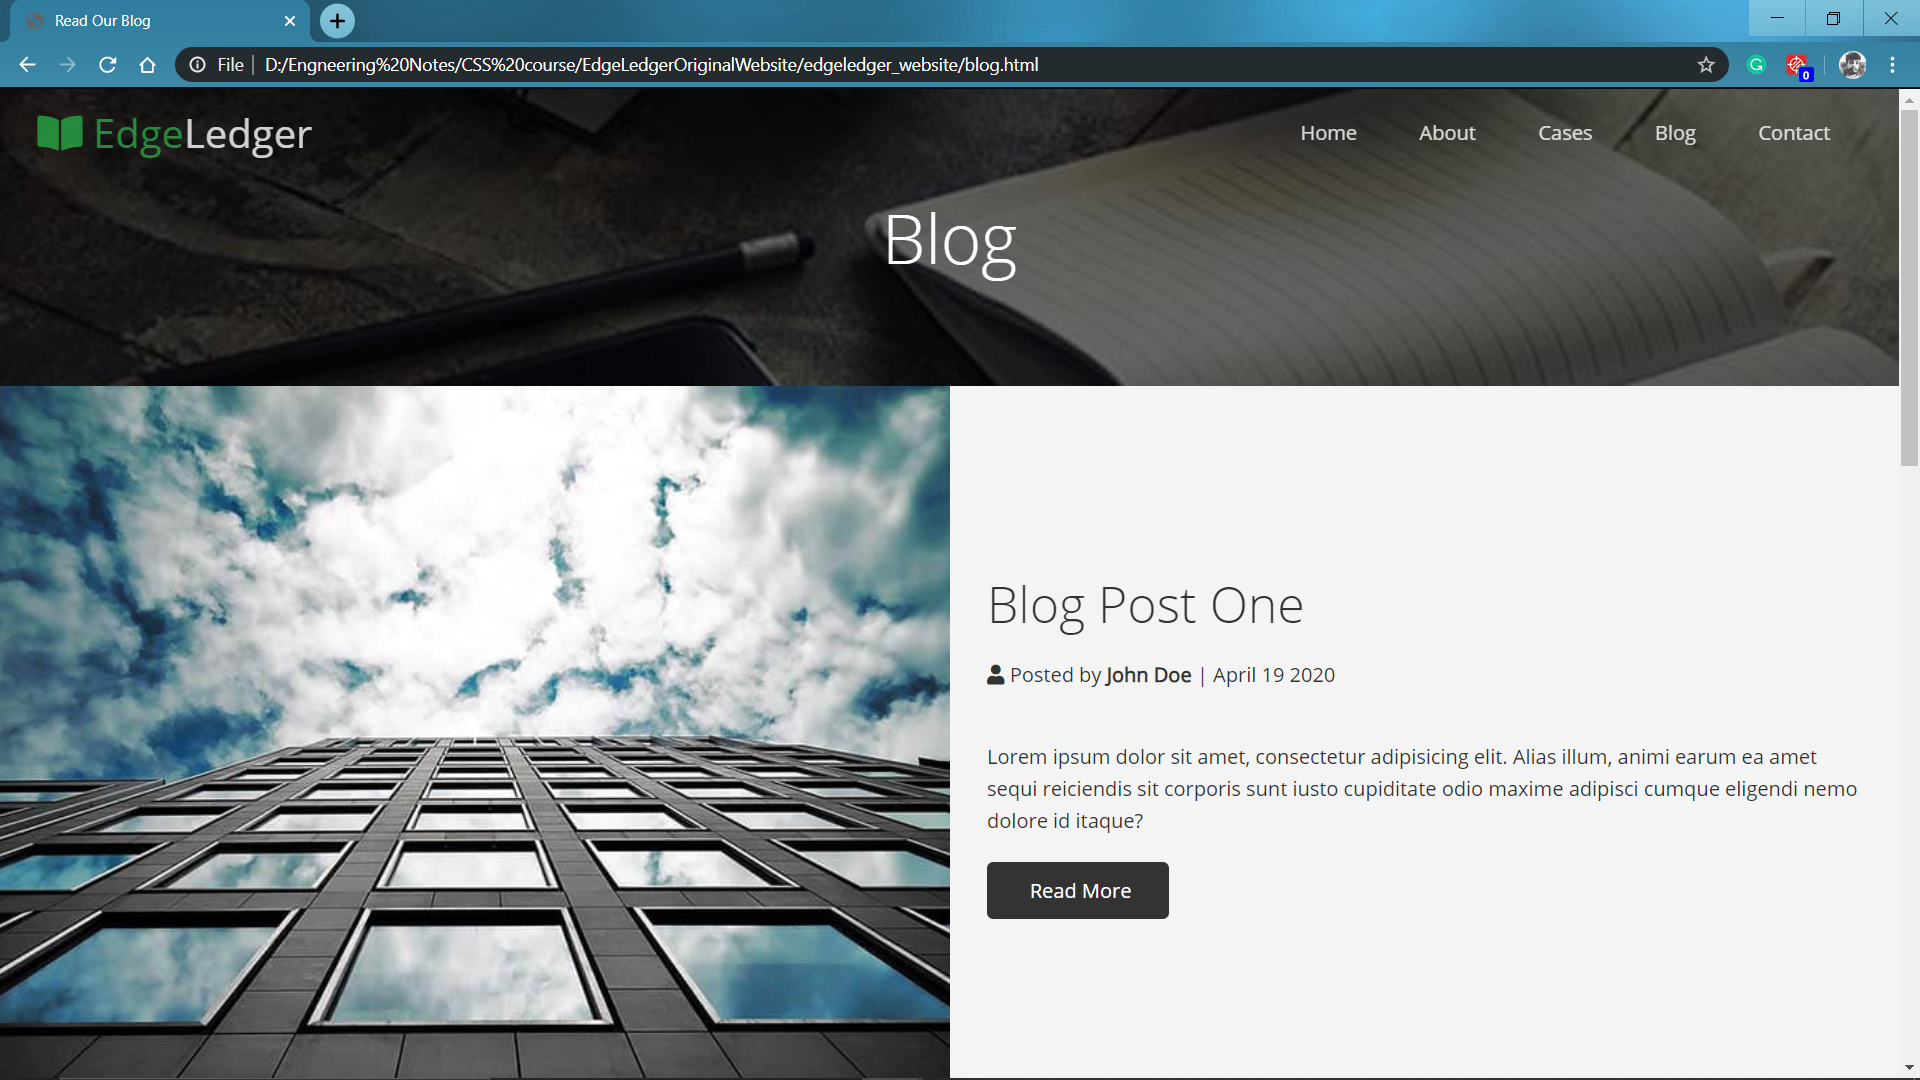 Read Our Blog
File | D:/Engneering%20Notes/CSS%20course/EdgeLedgerOriginalWebsite/edgeledger_website/blog.html
0
EdgeLedger
Home About Cases Blog Contact
Blog
Blog Post One
Posted by John Doe | April 19 2020
Lorem ipsum dolor sit amet, consectetur adipisicing elit. Alias illum, animi earum ea amet
sequi reiciendis sit corporis sunt iusto cupiditate odio maxime adipisci cumque eligendi nemo
dolore id itaque?
Read More